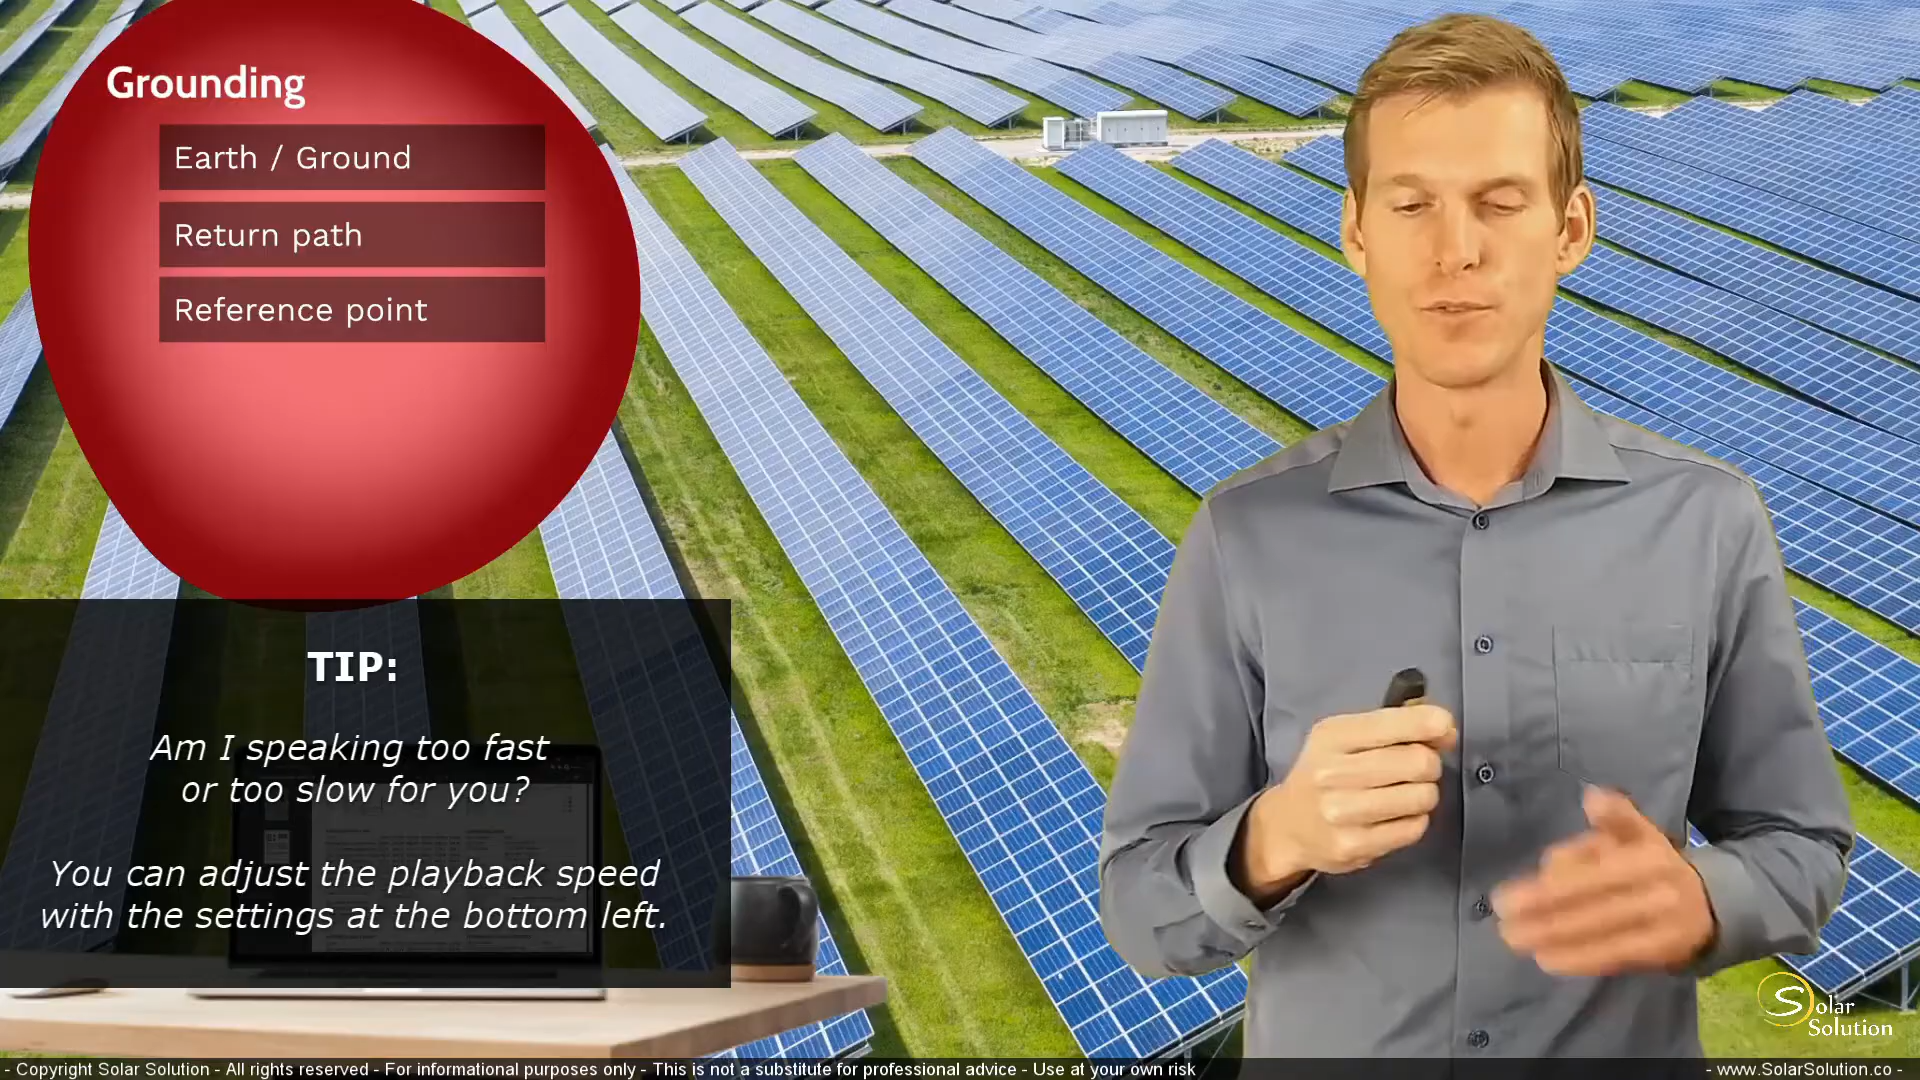 Grounding
Earth / Ground
Return path
Reference point
TIP:
Am I speaking too fast
or too slow for you?
You can adjust the playback speed
with the settings at the bottom left.
Solar
Solution
- Copyright Solar Solution - All rights reserved - For informational purposes only - This is not a substitute for professional advice - Use at your own risk
- www.SolarSolution.co -